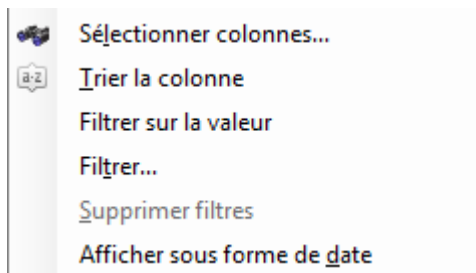 Sélectionner colonnes...
a-z Trier la colonne
Filtrer sur la valeur
Filtrer...
Supprimer filtres
Afficher sous forme de date